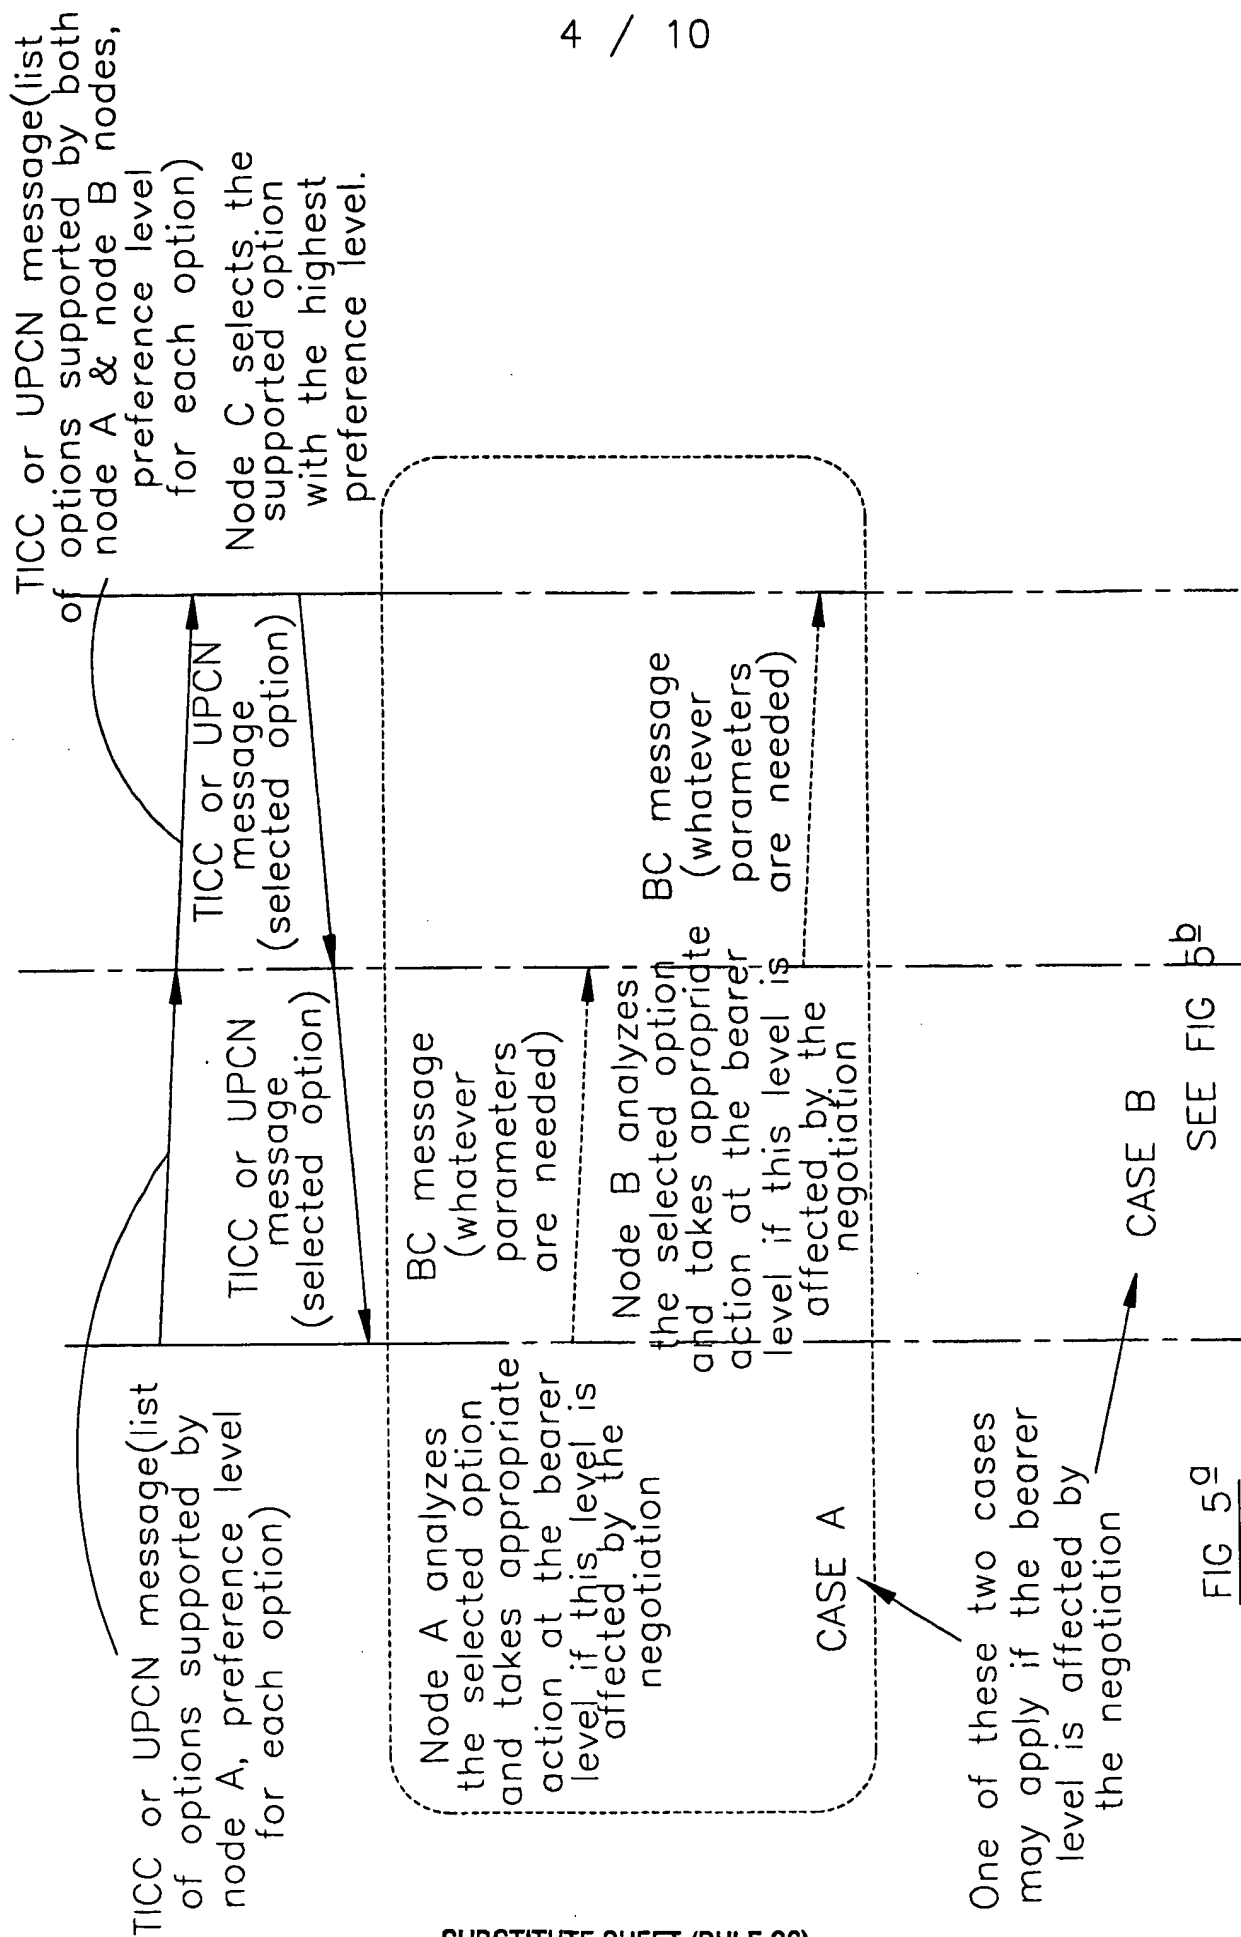 4 / 10
TICC or UPCN message(list
of options supported by
node A, preference level
for each option)
TICC or UPCN message(list
of options supported by both
node A & node B nodes,
preference level
for each option)
TICC or UPCN
message
(selected option)
TICC or UPCN
message
(selected option)
Node C selects the
supported option
with the highest
preference level.
Node A analyzes
the selected option
and takes appropriate
action at the bearer
level if this level is
affected by the
negotiation
BC message
(whatever
parameters
are needed)
Node B analyzes
the selected option
and takes appropriate
action at the bearer
level if this level is
affected by the
negotiation
BC message
(whatever
parameters
are needed)
CASE A
One of these two cases
may apply if the bearer
level is affected by
the negotiation
CASE B
SEE FIG 5b
FIG 5a
SUBSTITUTE SHEET (RULE 26)